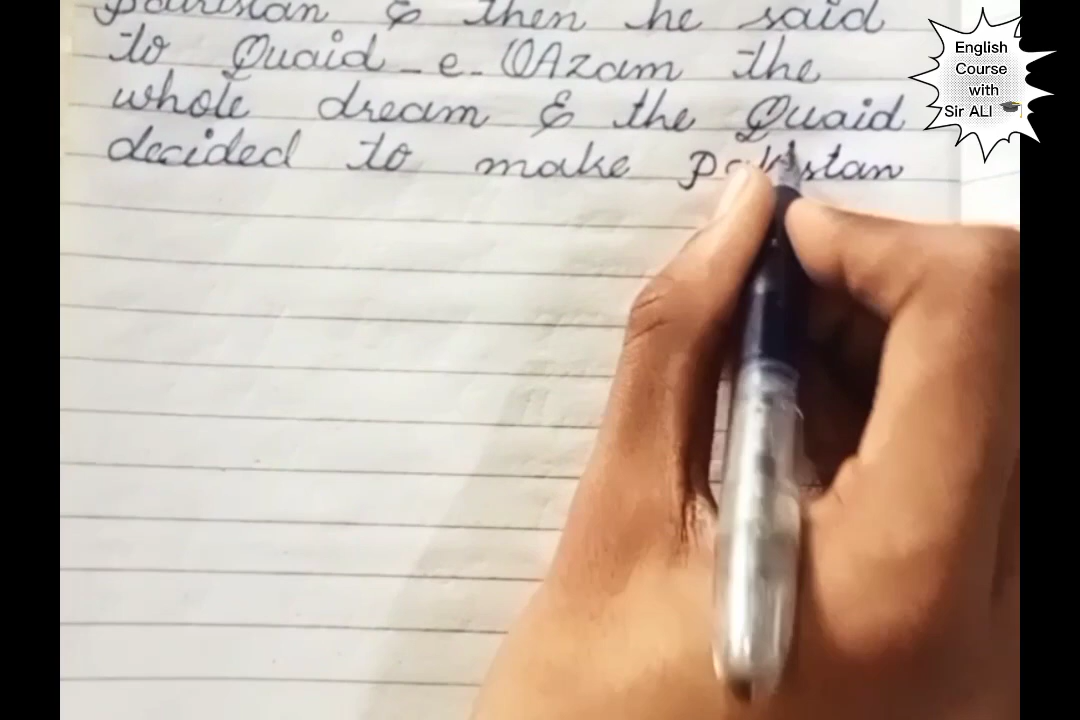 Pakistan & then he said
to Quaid-e-(OAzam the
whole dream & the Quaid
decided to make Pakistan
English
Course
with
Sir ALI